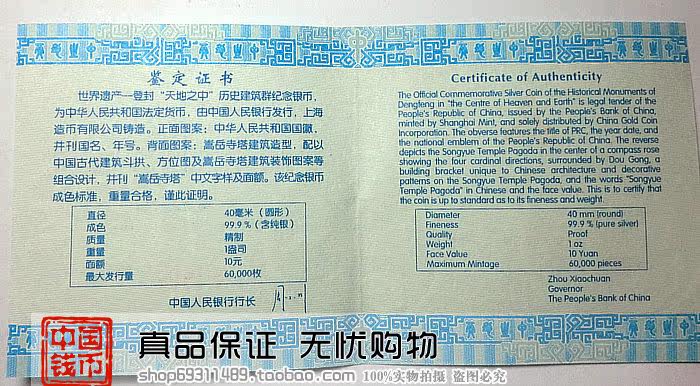 鉴定证书
世界遗产—登封“天地之中”历史建筑群纪念银币，
为中华人民共和国法定货币，由中国人民银行发行，上海
造币有限公司铸造。正面图案：中华人民共和国国徽，
并刊国名、年号。背面图案：嵩岳寺塔建筑造型，配以
中国古代建筑斗拱、方位图及嵩岳寺塔建筑装饰图案等
组合设计，并刊“嵩岳寺塔”中文字样及面额。该纪念银币
成色标准，重量合格，谨此证明。
直径 40毫米（圆形）
成色 99.9％（含纯银）
质量 精制
重量 1盎司
面额 10元
最大发行量 60,000枚
中国人民银行行长
Certificate of Authenticity
The Official Commemorative Silver Coin of the Historical Monuments of
Dengfeng in "the Centre of Heaven and Earth" is legal tender of the
People's Republic of China, issued by the People's Bank of China,
minted by Shanghai Mint, and solely distributed by China Gold Coin
Incorporation. The obverse features the title of PRC, the year date, and
the national emblem of the People's Republic of China. The reverse
depicts the Songyue Temple Pagoda in the center of a compass rose
showing the four cardinal directions, surrounded by Dou Gong, a
building bracket unique to Chinese architecture and decorative
patterns on the Songyue Temple Pagoda, and the words "Songyue
Temple Pagoda" in Chinese and the face value. This is to certify that
the coin is up to standard as to its fineness and weight.
Diameter 40 mm (round)
Fineness 99.9 % (pure silver)
Quality Proof
Weight 1 oz
Face Value 10 Yuan
Maximum Mintage 60,000 pieces
Zhou Xiaochuan
Governor
The People's Bank of China
中国
钱币
真品保证 无忧购物
shop69311489.taobao.com 100%实物拍摄 盗图必究